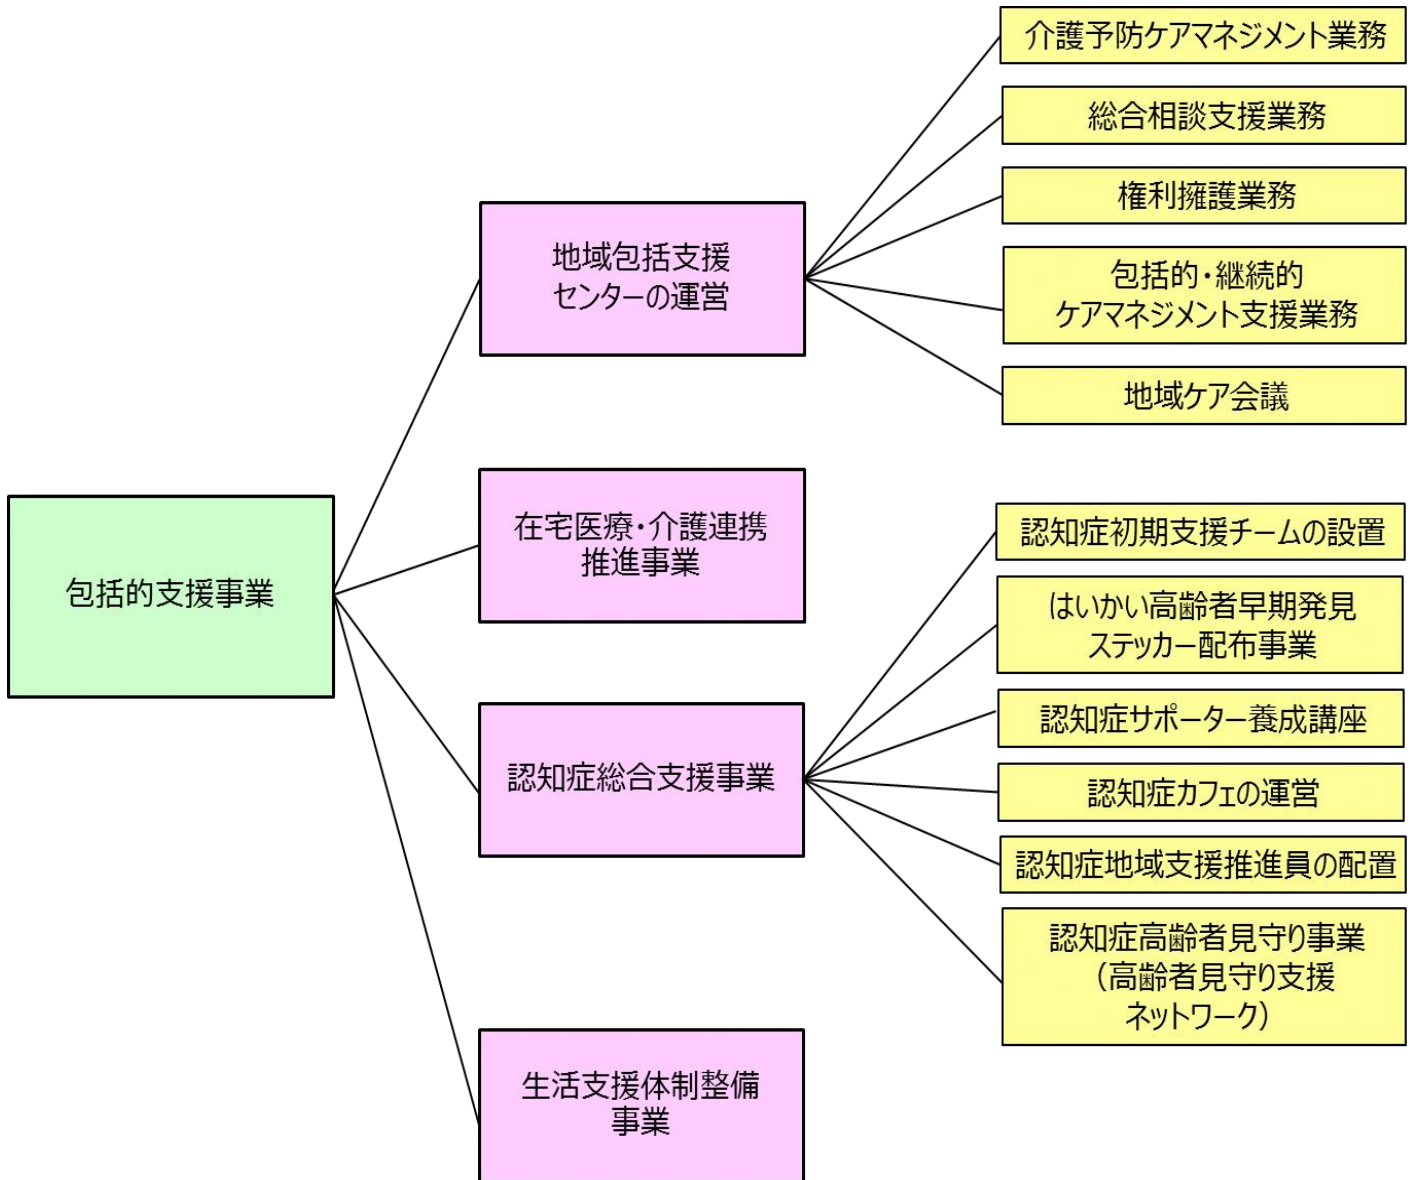 包括的支援事業
地域包括支援
センターの運営
介護予防ケアマネジメント業務
総合相談支援業務
権利擁護業務
包括的・継続的
ケアマネジメント支援業務
地域ケア会議
在宅医療・介護連携
推進事業
認知症総合支援事業
認知症初期支援チームの設置
はいかい高齢者早期発見
ステッカー配布事業
認知症サポーター養成講座
認知症カフェの運営
認知症地域支援推進員の配置
認知症高齢者見守り事業
（高齢者見守り支援
ネットワーク）
生活支援体制整備
事業